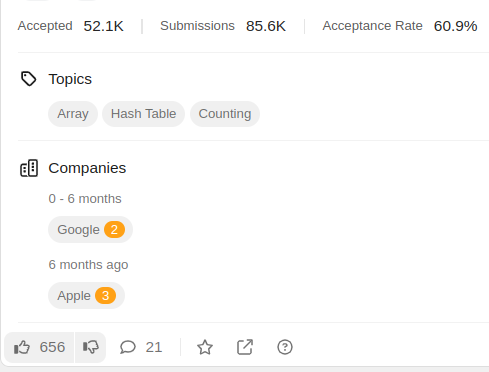 Accepted 52.1K | Submissions 85.6K | Acceptance Rate 60.9%
Topics
Array Hash Table Counting
Companies
0 - 6 months
Google 2
6 months ago
Apple 3
656 21